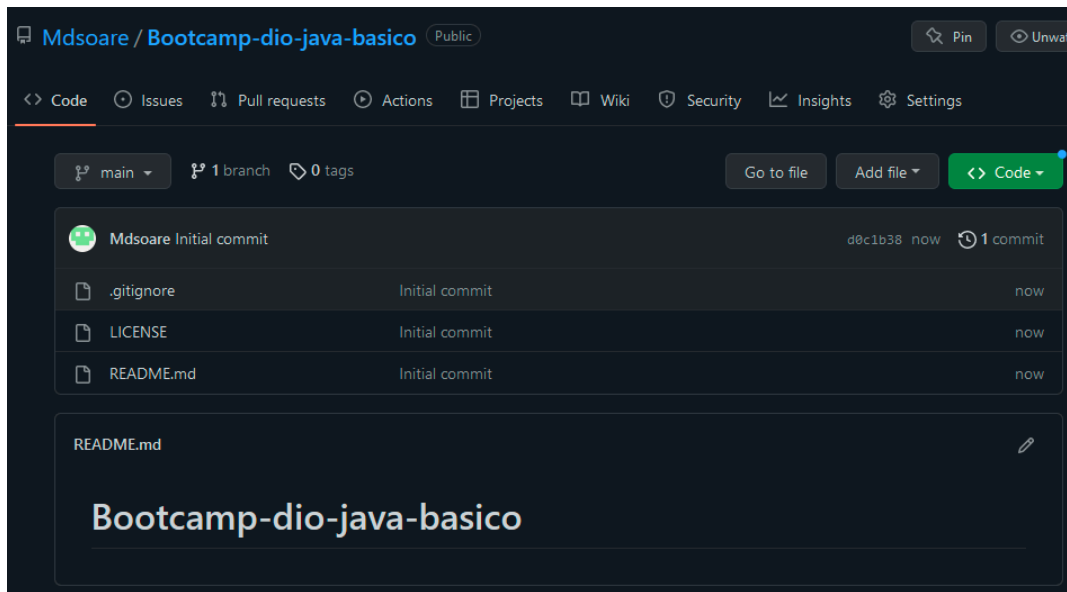 Mdsoare / Bootcamp-dio-java-basico Public Pin Unwat
Code Issues Pull requests Actions Projects Wiki Security Insights Settings
main 1 branch 0 tags Go to file Add file Code
Mdsoare Initial commit d0c1b38 now 1 commit
.gitignore Initial commit now
LICENSE Initial commit now
README.md Initial commit now
README.md
Bootcamp-dio-java-basico